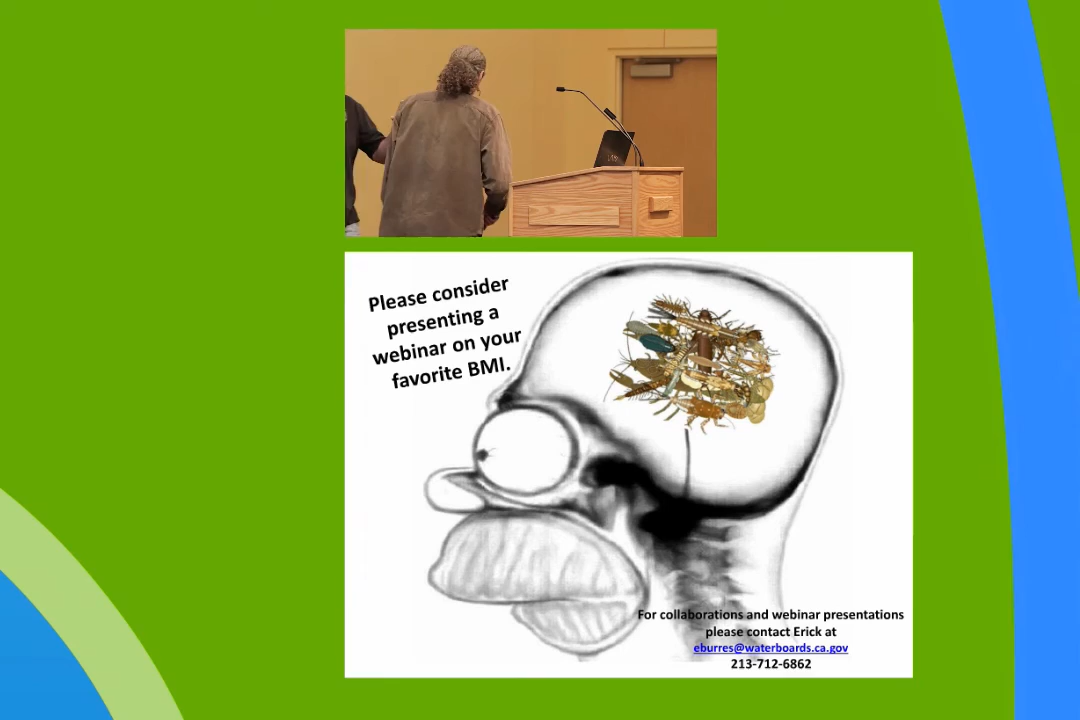 Please consider
presenting a
webinar on your
favorite BMI.
For collaborations and webinar presentations
please contact Erick at
eburres@waterboards.ca.gov
213-712-6862